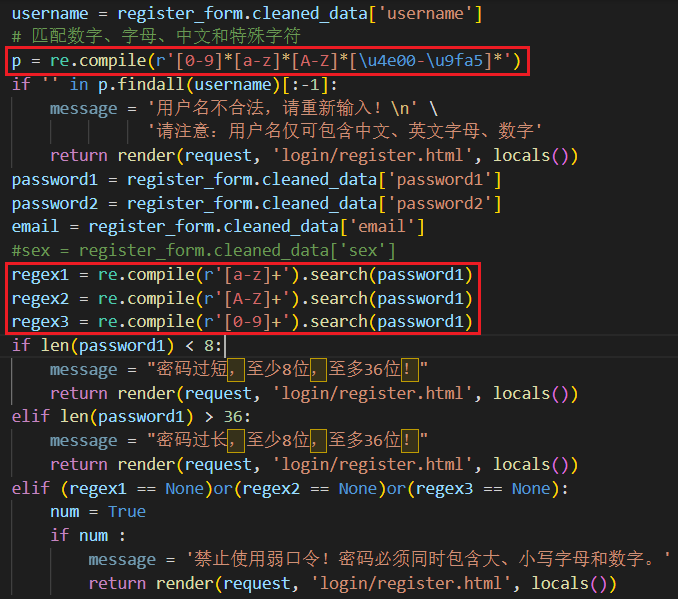 username = register_form.cleaned_data['username']
# 匹配数字、字母、中文和特殊字符
p = re.compile(r'[0-9]*[a-z]*[A-Z]*[\u4e00-\u9fa5]*')
if '' in p.findall(username)[:-1]:
    message = '用户名不合法，请重新输入！\n' \
              '请注意：用户名仅可包含中文、英文字母、数字'
    return render(request, 'login/register.html', locals())
password1 = register_form.cleaned_data['password1']
password2 = register_form.cleaned_data['password2']
email = register_form.cleaned_data['email']
#sex = register_form.cleaned_data['sex']
regex1 = re.compile(r'[a-z]+').search(password1)
regex2 = re.compile(r'[A-Z]+').search(password1)
regex3 = re.compile(r'[0-9]+').search(password1)
if len(password1) < 8:
    message = "密码过短，至少8位，至多36位！"
    return render(request, 'login/register.html', locals())
elif len(password1) > 36:
    message = "密码过长，至少8位，至多36位！"
    return render(request, 'login/register.html', locals())
elif (regex1 == None)or(regex2 == None)or(regex3 == None):
    num = True
    if num :
        message = '禁止使用弱口令！密码必须同时包含大、小写字母和数字。'
        return render(request, 'login/register.html', locals())